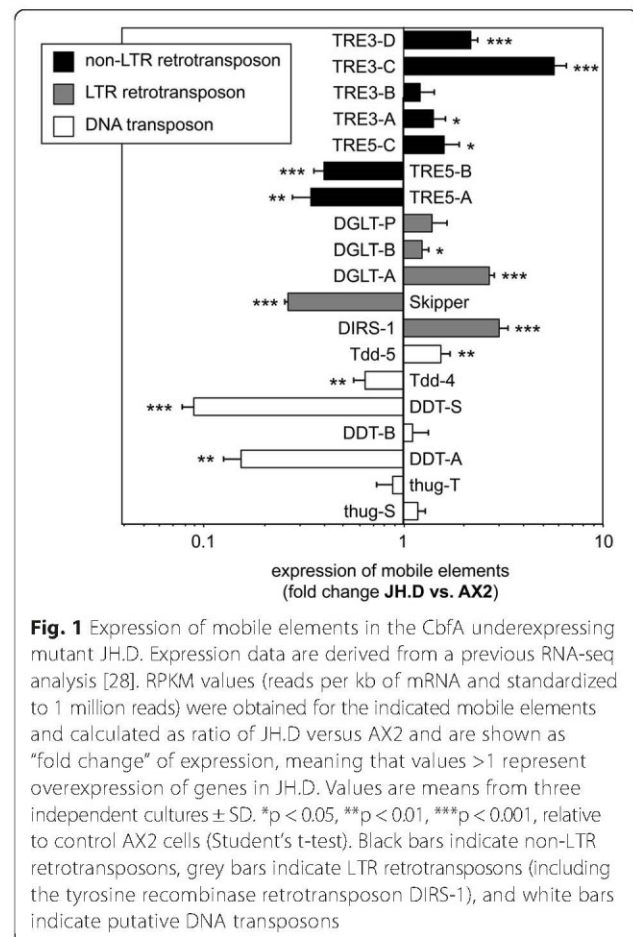 non-LTR retrotransposon
LTR retrotransposon
DNA transposon
TRE3-D ***
TRE3-C ***
TRE3-B
TRE3-A *
TRE5-C *
*** TRE5-B
** TRE5-A
DGLT-P
DGLT-B *
DGLT-A ***
*** Skipper
DIRS-1 ***
Tdd-5 **
** Tdd-4
*** DDT-S
DDT-B
** DDT-A
thug-T
thug-S
0.1 1 10
expression of mobile elements
(fold change JH.D vs. AX2)
Fig. 1 Expression of mobile elements in the CbfA underexpressing
mutant JH.D. Expression data are derived from a previous RNA-seq
analysis [28]. RPKM values (reads per kb of mRNA and standardized
to 1 million reads) were obtained for the indicated mobile elements
and calculated as ratio of JH.D versus AX2 and are shown as
"fold change" of expression, meaning that values >1 represent
overexpression of genes in JH.D. Values are means from three
independent cultures ± SD. *p < 0.05, **p < 0.01, ***p < 0.001, relative
to control AX2 cells (Student's t-test). Black bars indicate non-LTR
retrotransposons, grey bars indicate LTR retrotransposons (including
the tyrosine recombinase retrotransposon DIRS-1), and white bars
indicate putative DNA transposons